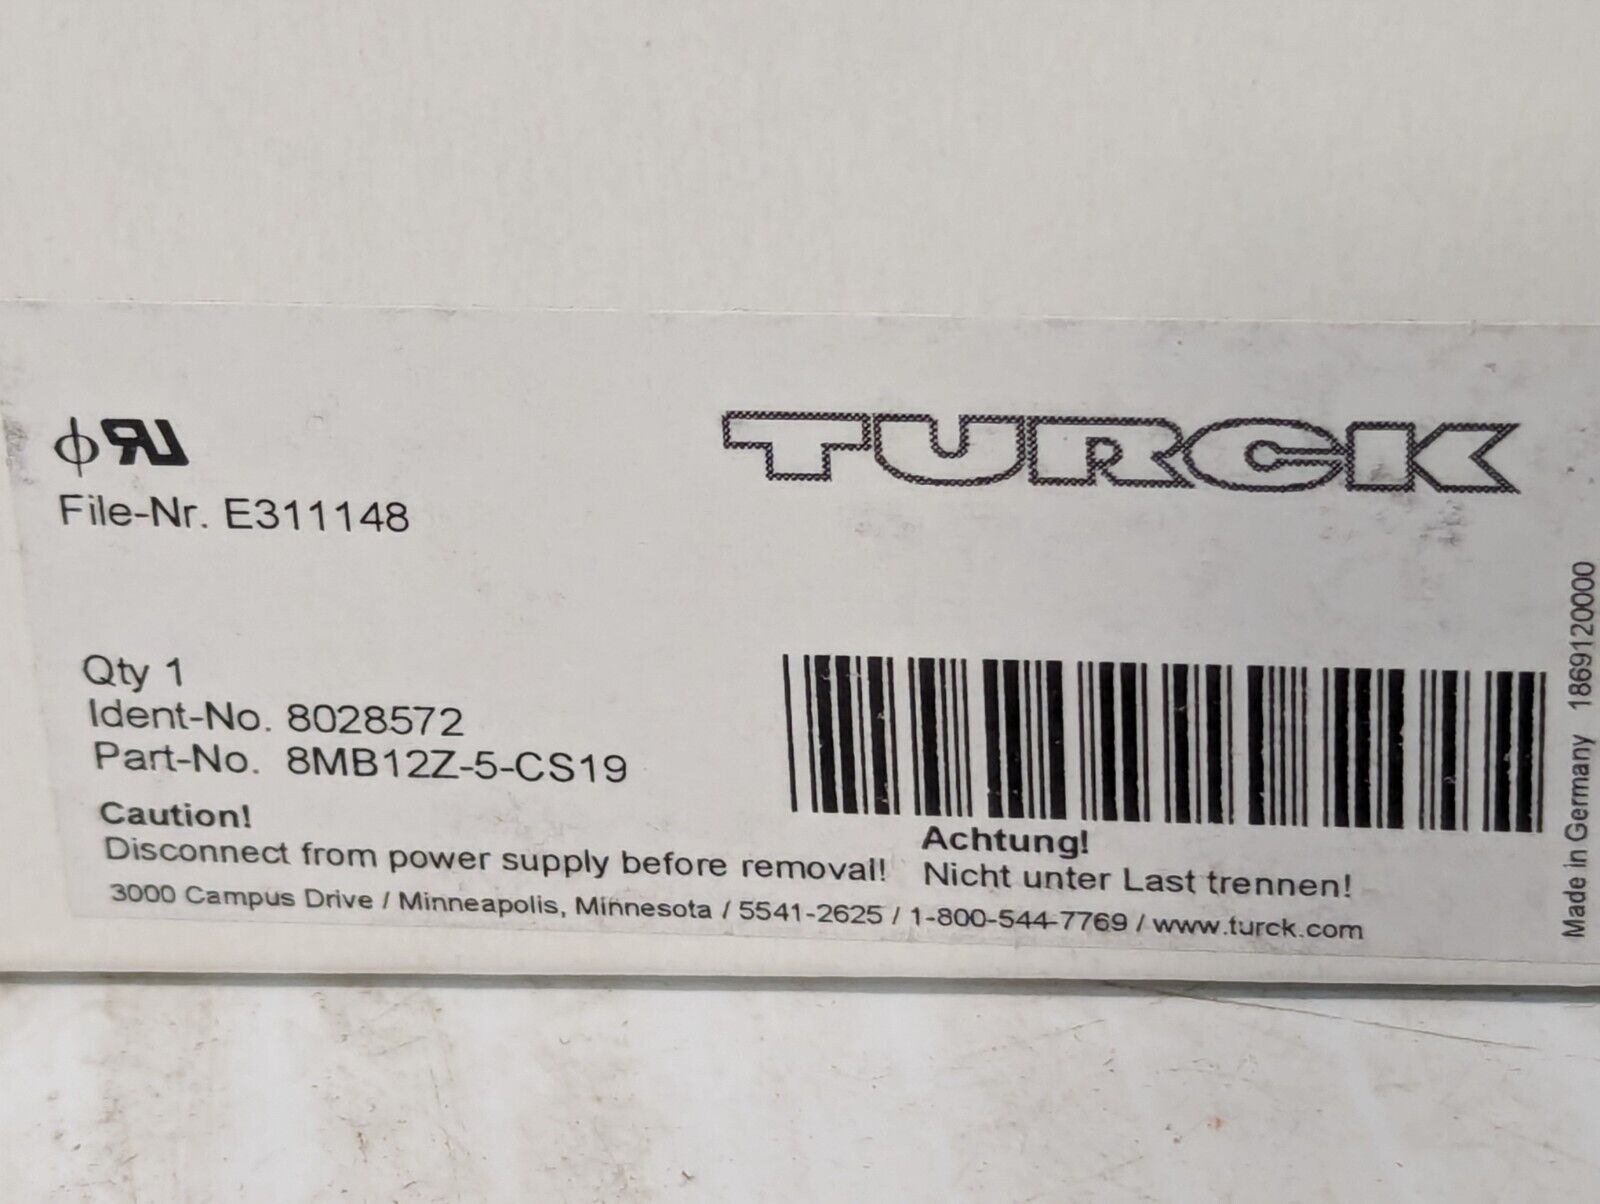 TURCK
File-Nr. E311148
Qty 1
Ident-No. 8028572
Part-No. 8MB12Z-5-CS19
Caution!
Disconnect from power supply before removal!
Achtung!
Nicht unter Last trennen!
3000 Campus Drive / Minneapolis, Minnesota / 5541-2625 / 1-800-544-7769 / www.turck.com
Made in Germany 1869120000